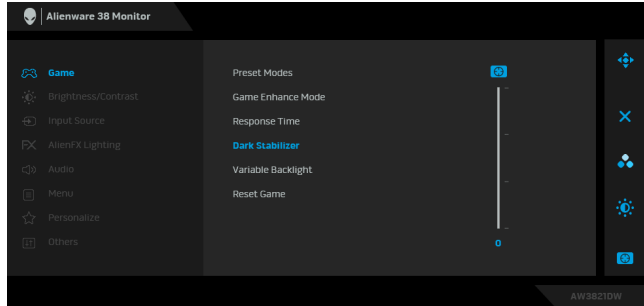 Alienware 38 Monitor
Game
Brightness/Contrast
Input Source
AlienFX Lighting
Audio
Menu
Personalize
Others
Preset Modes
Game Enhance Mode
Response Time
Dark Stabilizer
Variable Backlight
Reset Game
0
AW3821DW